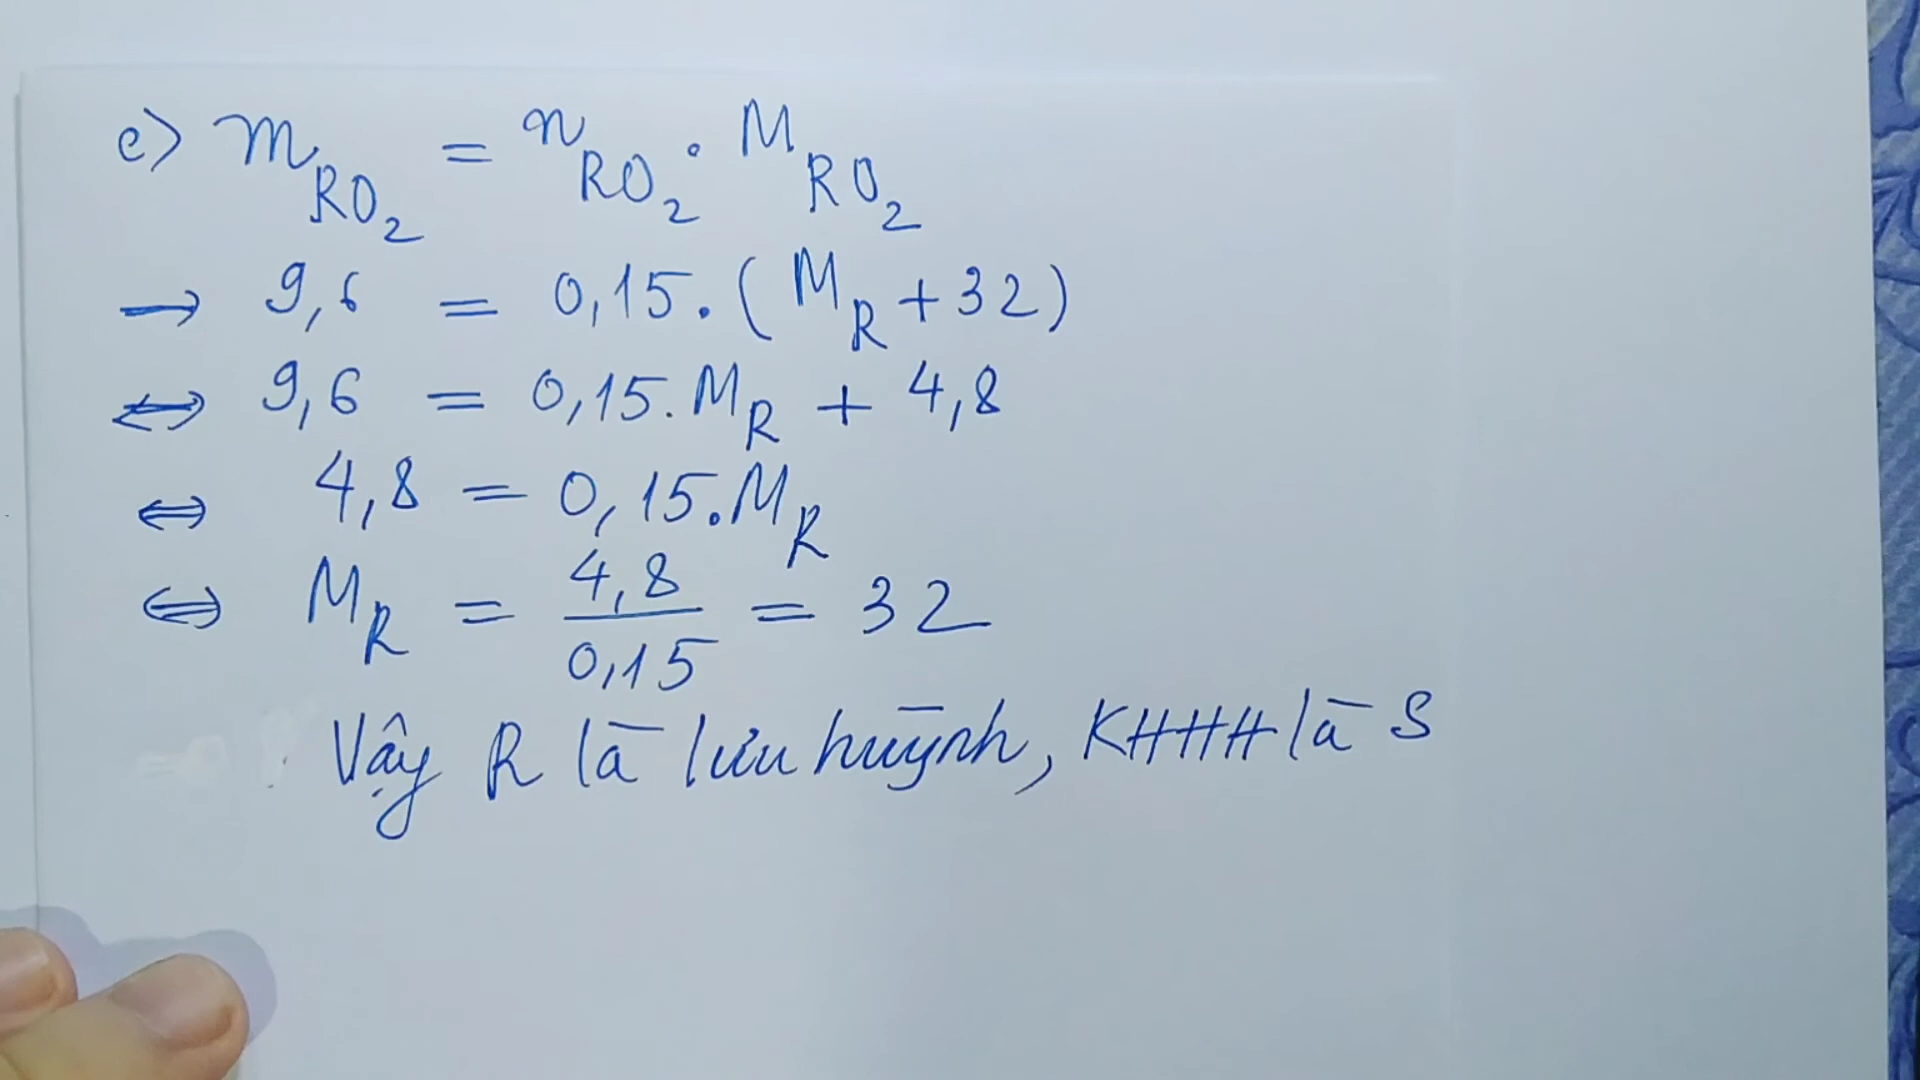 c) m_RO₂ = n_RO₂ . M_RO₂
→ 9,6 = 0,15.(M_R + 32)
⇔ 9,6 = 0,15.M_R + 4,8
⇔ 4,8 = 0,15.M_R
⇔ M_R = 4,8/0,15 = 32
Vậy R là lưu huỳnh, KHHH là S